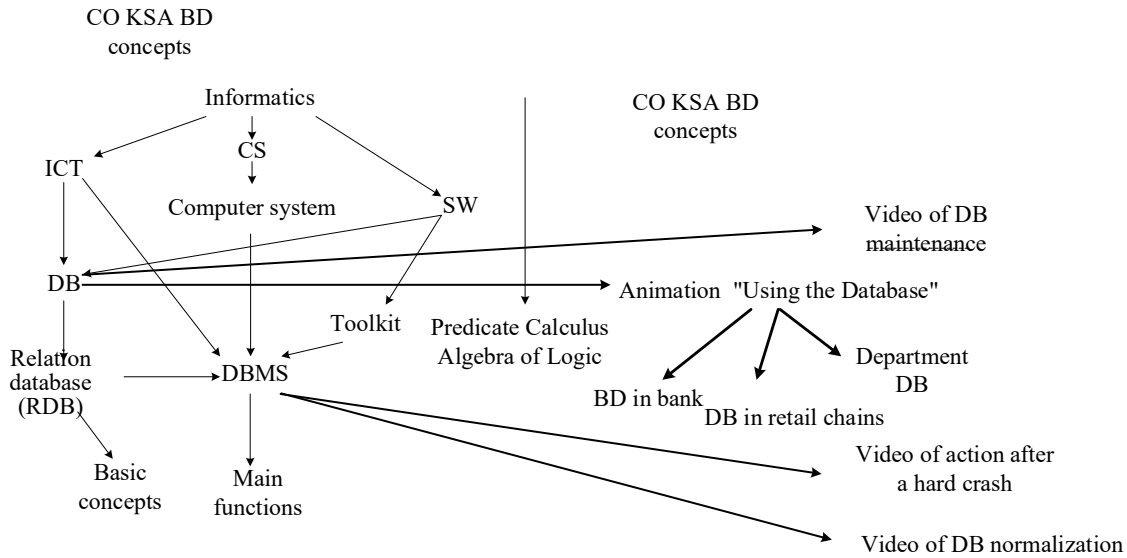 CO KSA BD
concepts
Informatics
CO KSA BD
concepts
CS
ICT
Computer system
SW
Video of DB
maintenance
DB
Animation "Using the Database"
Toolkit
Predicate Calculus
Algebra of Logic
Relation
database
(RDB)
DBMS
Department
DB
BD in bank
DB in retail chains
Basic
concepts
Main
functions
Video of action after
a hard crash
Video of DB normalization